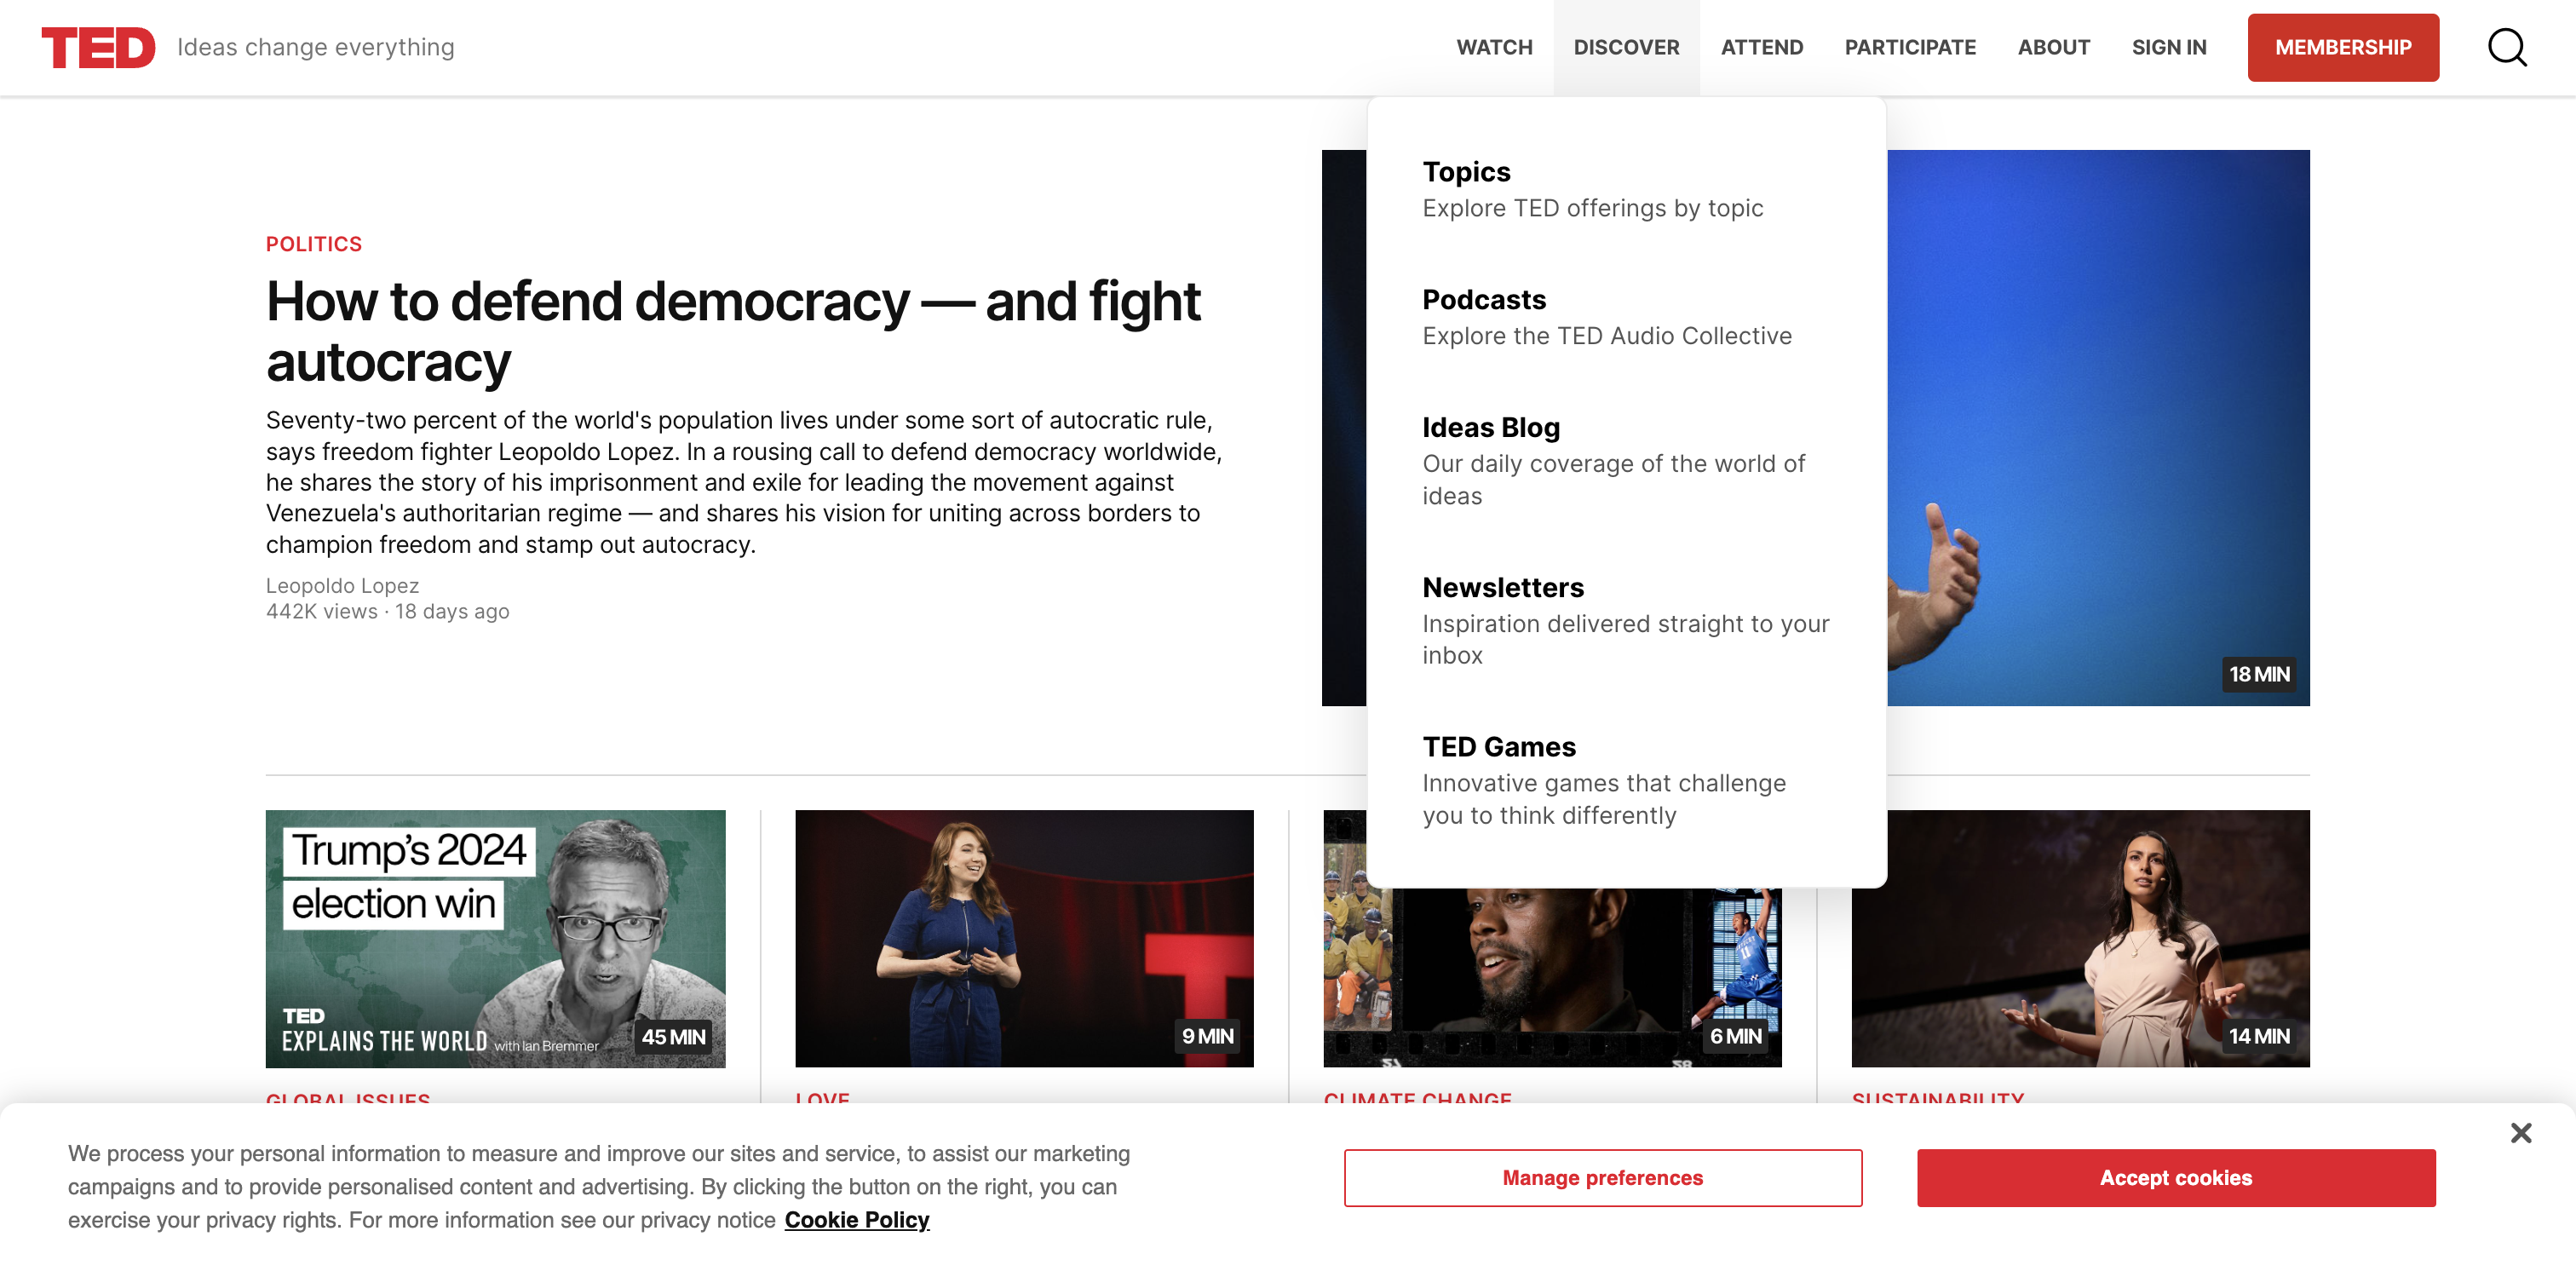 TED Ideas change everything
WATCH DISCOVER ATTEND PARTICIPATE ABOUT SIGN IN MEMBERSHIP
Topics
Explore TED offerings by topic
Podcasts
Explore the TED Audio Collective
Ideas Blog
Our daily coverage of the world of
ideas
Newsletters
Inspiration delivered straight to your
inbox
TED Games
Innovative games that challenge
you to think differently
POLITICS
How to defend democracy — and fight
autocracy
Seventy-two percent of the world's population lives under some sort of autocratic rule,
says freedom fighter Leopoldo Lopez. In a rousing call to defend democracy worldwide,
he shares the story of his imprisonment and exile for leading the movement against
Venezuela's authoritarian regime — and shares his vision for uniting across borders to
champion freedom and stamp out autocracy.
Leopoldo Lopez
442K views · 18 days ago
18 MIN
Trump's 2024
election win
TED
EXPLAINS THE WORLD with Ian Bremmer
45 MIN
9 MIN
6 MIN
14 MIN
GLOBAL ISSUES
LOVE
CLIMATE CHANGE
SUSTAINABILITY
We process your personal information to measure and improve our sites and service, to assist our marketing
campaigns and to provide personalised content and advertising. By clicking the button on the right, you can
exercise your privacy rights. For more information see our privacy notice Cookie Policy
Manage preferences
Accept cookies